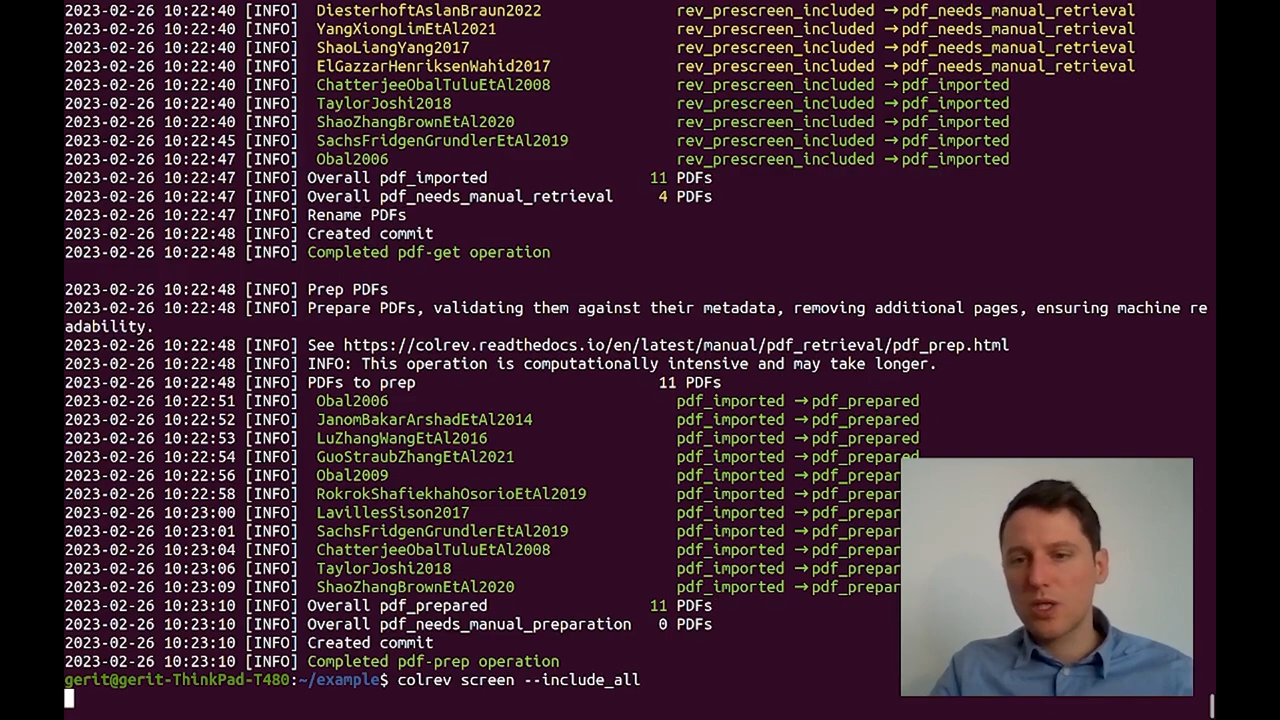 2023-02-26 10:22:40 [INFO] DiesterhoftAslanBraun2022 rev_prescreen_included →pdf_needs_manual_retrieval
2023-02-26 10:22:40 [INFO] YangXiongLimEtAl2021 rev_prescreen_included →pdf_needs_manual_retrieval
2023-02-26 10:22:40 [INFO] ShaoLiangYang2017 rev_prescreen_included →pdf_needs_manual_retrieval
2023-02-26 10:22:40 [INFO] ElGazzarHenriksenWahid2017 rev_prescreen_included →pdf_needs_manual_retrieval
2023-02-26 10:22:40 [INFO] ChatterjeeObalTuluEtAl2008 rev_prescreen_included →pdf_imported
2023-02-26 10:22:40 [INFO] TaylorJoshi2018 rev_prescreen_included →pdf_imported
2023-02-26 10:22:40 [INFO] ShaoZhangBrownEtAl2020 rev_prescreen_included →pdf_imported
2023-02-26 10:22:45 [INFO] SachsFridgenGrundlerEtAl2019 rev_prescreen_included →pdf_imported
2023-02-26 10:22:47 [INFO] Obal2006 rev_prescreen_included →pdf_imported
2023-02-26 10:22:47 [INFO] Overall pdf_imported 11 PDFs
2023-02-26 10:22:47 [INFO] Overall pdf_needs_manual_retrieval 4 PDFs
2023-02-26 10:22:47 [INFO] Rename PDFs
2023-02-26 10:22:48 [INFO] Created commit
2023-02-26 10:22:48 [INFO] Completed pdf-get operation
2023-02-26 10:22:48 [INFO] Prep PDFs
2023-02-26 10:22:48 [INFO] Prepare PDFs, validating them against their metadata, removing additional pages, ensuring machine re
adability.
2023-02-26 10:22:48 [INFO] See https://colrev.readthedocs.io/en/latest/manual/pdf_retrieval/pdf_prep.html
2023-02-26 10:22:48 [INFO] INFO: This operation is computationally intensive and may take longer.
2023-02-26 10:22:48 [INFO] PDFs to prep 11 PDFs
2023-02-26 10:22:51 [INFO] Obal2006 pdf_imported →pdf_prepared
2023-02-26 10:22:52 [INFO] JanomBakarArshadEtAl2014 pdf_imported →pdf_prepared
2023-02-26 10:22:53 [INFO] LuZhangWangEtAl2016 pdf_imported →pdf_prepared
2023-02-26 10:22:54 [INFO] GuoStraubZhangEtAl2021 pdf_imported →pdf_prepared
2023-02-26 10:22:56 [INFO] Obal2009 pdf_imported →pdf_prepar
2023-02-26 10:22:58 [INFO] RokrokShafiekhahOsorioEtAl2019 pdf_imported →pdf_prepar
2023-02-26 10:23:00 [INFO] LavillesSison2017 pdf_imported →pdf_prepar
2023-02-26 10:23:01 [INFO] SachsFridgenGrundlerEtAl2019 pdf_imported →pdf_prepar
2023-02-26 10:23:04 [INFO] ChatterjeeObalTuluEtAl2008 pdf_imported →pdf_prepar
2023-02-26 10:23:06 [INFO] TaylorJoshi2018 pdf_imported →pdf_prepar
2023-02-26 10:23:09 [INFO] ShaoZhangBrownEtAl2020 pdf_imported →pdf_prepar
2023-02-26 10:23:10 [INFO] Overall pdf_prepared 11 PDFs
2023-02-26 10:23:10 [INFO] Overall pdf_needs_manual_preparation 0 PDFs
2023-02-26 10:23:10 [INFO] Created commit
2023-02-26 10:23:10 [INFO] Completed pdf-prep operation
gerit@gerit-ThinkPad-T480:~/example$ colrev screen --include_all